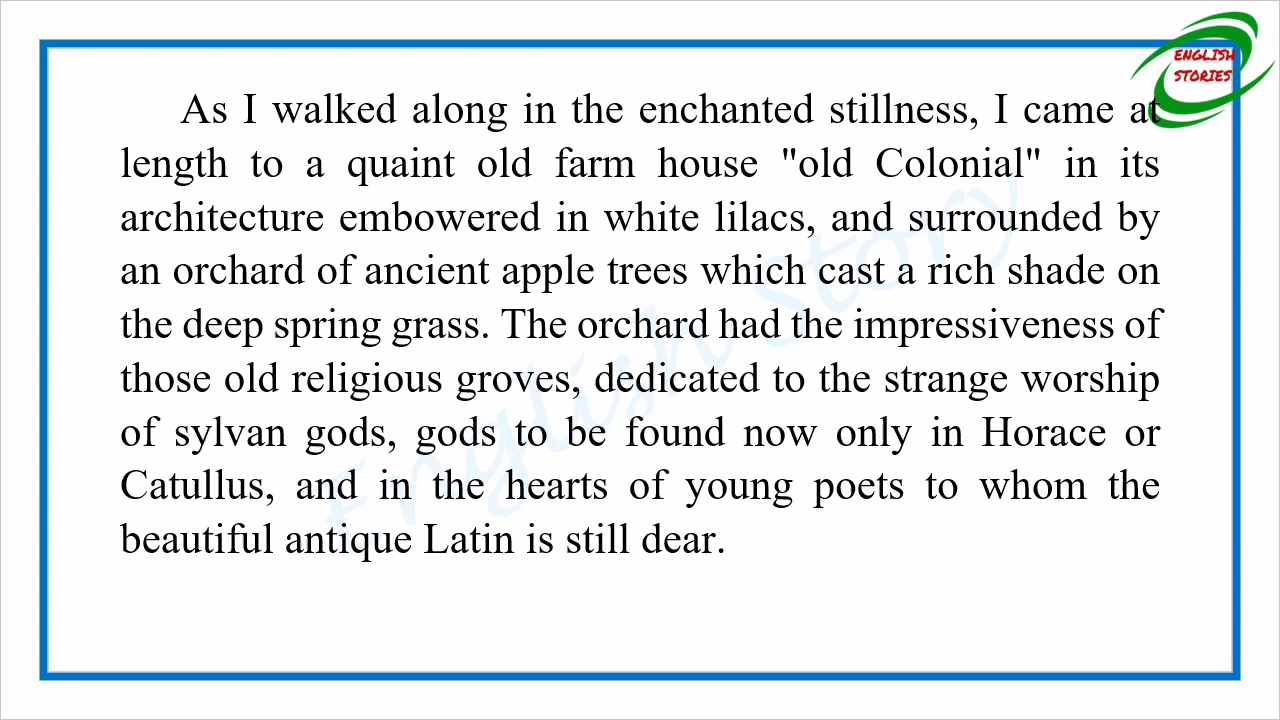 ENGLISH
STORIES
As I walked along in the enchanted stillness, I came at
length to a quaint old farm house "old Colonial" in its
architecture embowered in white lilacs, and surrounded by
an orchard of ancient apple trees which cast a rich shade on
the deep spring grass. The orchard had the impressiveness of
those old religious groves, dedicated to the strange worship
of sylvan gods, gods to be found now only in Horace or
Catullus, and in the hearts of young poets to whom the
beautiful antique Latin is still dear.
English Story